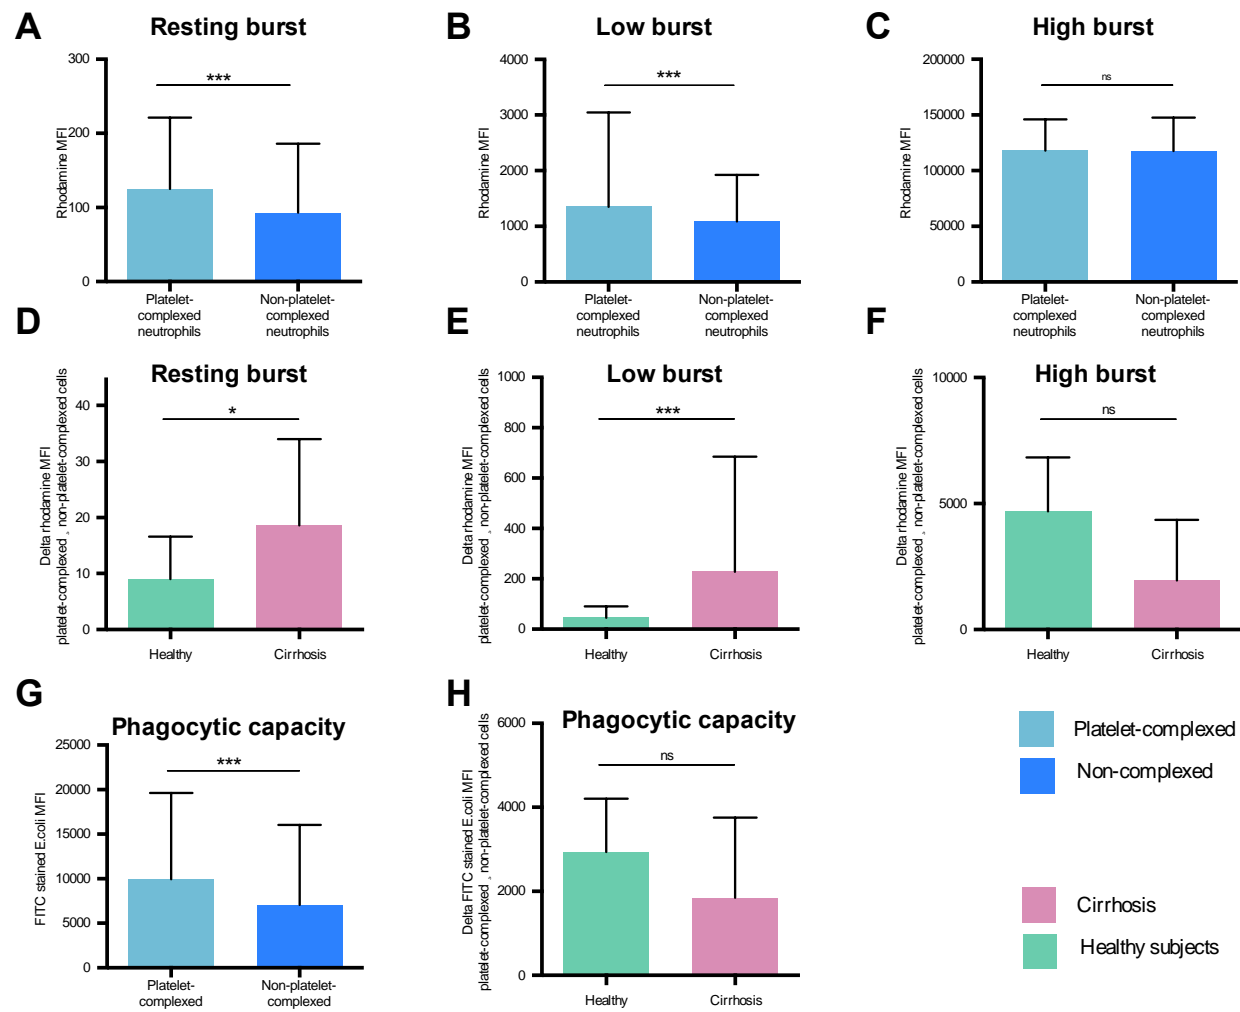 A
Resting burst
300
200
100
0
Rhodamine MFI
***
Platelet-
complexed
neutrophils
Non-platelet-
complexed
neutrophils
B
Low burst
4000
3000
2000
1000
0
Rhodamine MFI
***
Platelet-
complexed
neutrophils
Non-platelet-
complexed
neutrophils
C
High burst
200000
150000
100000
50000
0
Rhodamine MFI
ns
Platelet-
complexed
neutrophils
Non-platelet-
complexed
neutrophils
D
Resting burst
40
30
20
10
0
Delta rhodamine MFI
platelet-complexed - non-platelet-complexed cells
*
Healthy
Cirrhosis
E
Low burst
1000
800
600
400
200
0
Delta rhodamine MFI
platelet-complexed - non-platelet-complexed cells
***
Healthy
Cirrhosis
F
High burst
10000
5000
0
Delta rhodamine MFI
platelet-complexed - non-platelet-complexed cells
ns
Healthy
Cirrhosis
G
Phagocytic capacity
25000
20000
15000
10000
5000
0
FITC stained E.coli MFI
***
Platelet-
complexed
Non-platelet-
complexed
H
Phagocytic capacity
6000
4000
2000
0
Delta FITC stained E.coli MFI
platelet-complexed - non-platelet-complexed cells
ns
Healthy
Cirrhosis
Platelet-complexed
Non-complexed
Cirrhosis
Healthy subjects